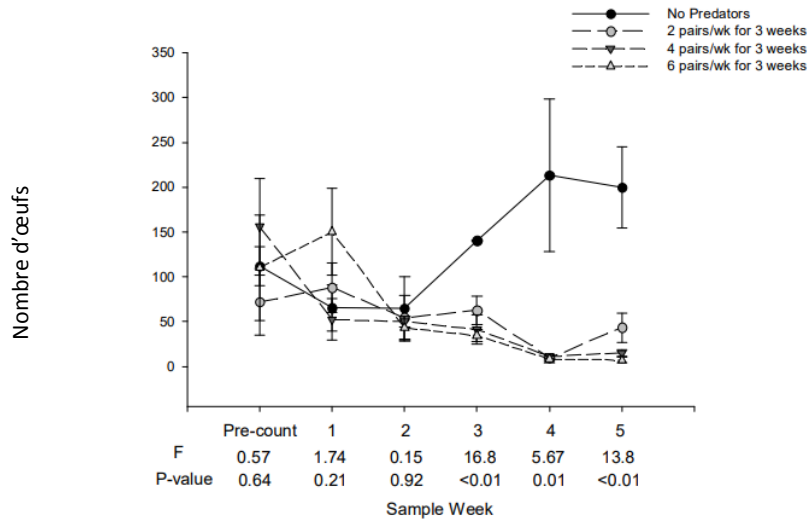 No Predators
2 pairs/wk for 3 weeks
4 pairs/wk for 3 weeks
6 pairs/wk for 3 weeks
350
300
250
200
150
100
50
0
Nombre d'œufs
Pre-count 1 2 3 4 5
F 0.57 1.74 0.15 16.8 5.67 13.8
P-value 0.64 0.21 0.92 <0.01 0.01 <0.01
Sample Week